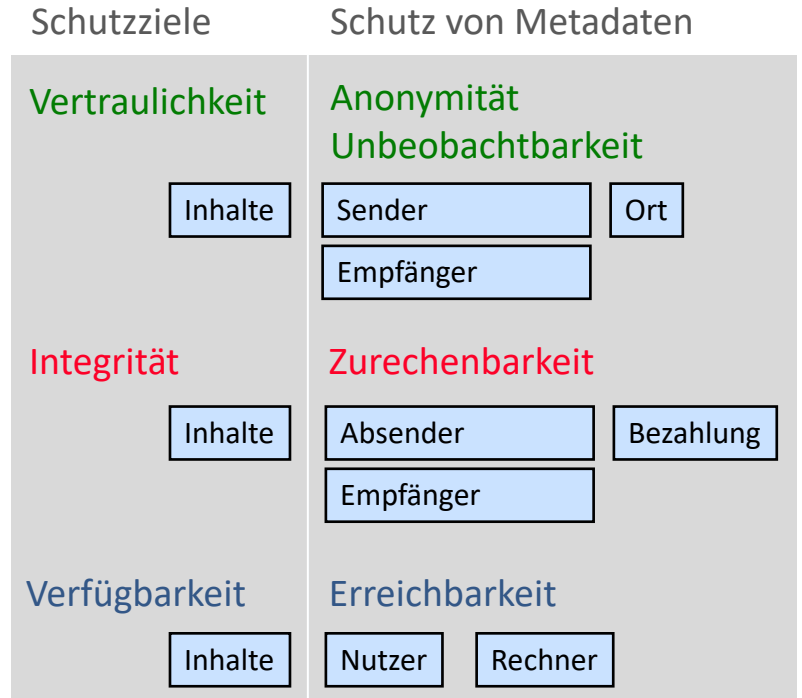 Schutzziele Schutz von Metadaten
Vertraulichkeit Anonymität
Unbeobachtbarkeit
Inhalte Sender Ort
Empfänger
Integrität Zurechenbarkeit
Inhalte Absender Bezahlung
Empfänger
Verfügbarkeit Erreichbarkeit
Inhalte Nutzer Rechner